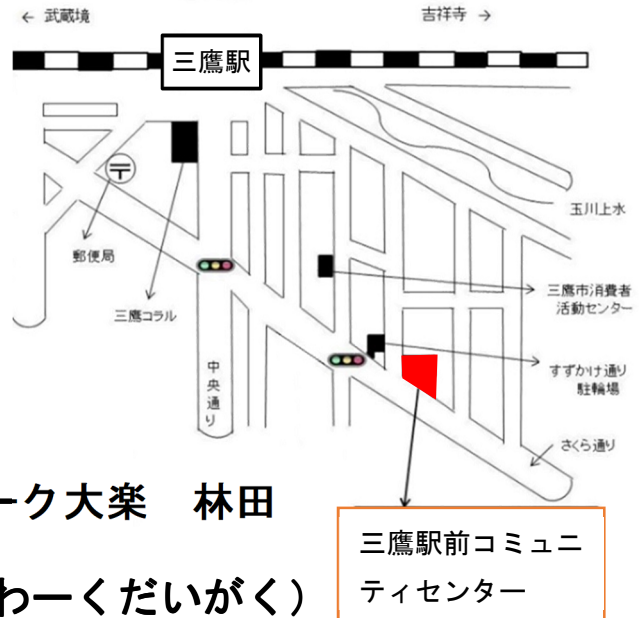 ← 武蔵境
吉祥寺 →
三鷹駅
〒
玉川上水
郵便局
三鷹コラル
三鷹市消費者
活動センター
中央通り
すずかけ通り
駐輪場
さくら通り
ーク大楽　林田
三鷹駅前コミュニ
ティセンター
わーくだいがく）